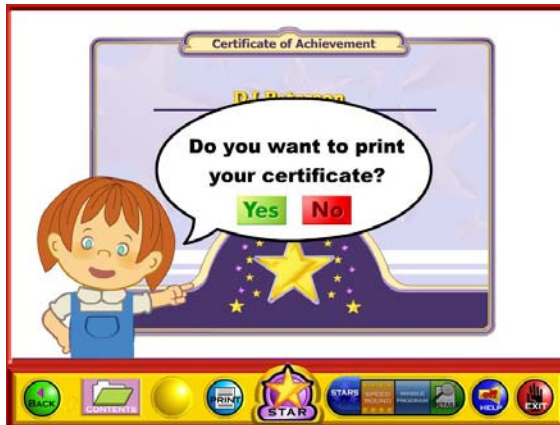 Certificate of Achievement
Do you want to print
your certificate?
Yes No
BACK
CONTENTS
PRINT
STAR
STARS
SPEED
ROUND
WHOLE
PROGRAM
off
HELP
EXIT